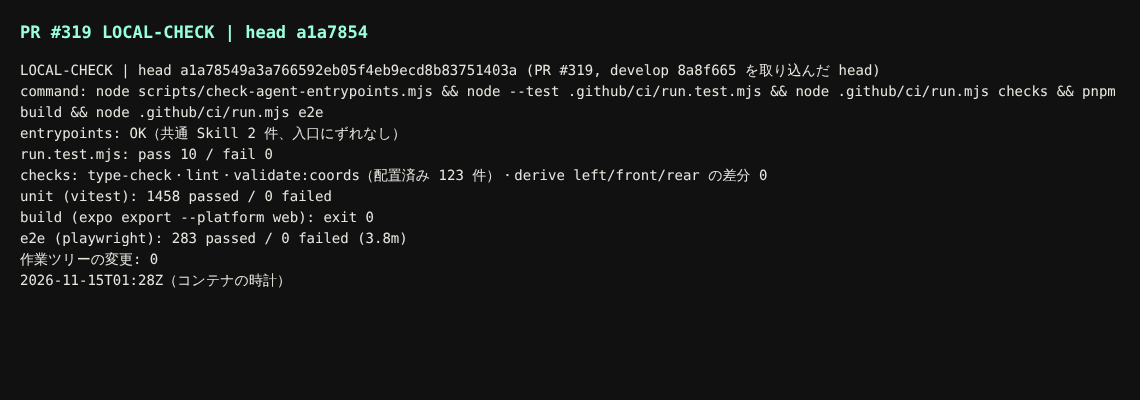 PR #319 LOCAL-CHECK | head a1a7854
LOCAL-CHECK | head a1a78549a3a766592eb05f4eb9ecd8b83751403a (PR #319, develop 8a8f665 を取り込んだ head)
command: node scripts/check-agent-entrypoints.mjs && node --test .github/ci/run.test.mjs && node .github/ci/run.mjs checks && pnpm
build && node .github/ci/run.mjs e2e
entrypoints: OK（共通 Skill 2 件、入口にずれなし）
run.test.mjs: pass 10 / fail 0
checks: type-check・lint・validate:coords（配置済み 123 件）・derive left/front/rear の差分 0
unit (vitest): 1458 passed / 0 failed
build (expo export --platform web): exit 0
e2e (playwright): 283 passed / 0 failed (3.8m)
作業ツリーの変更: 0
2026-11-15T01:28Z（コンテナの時計）